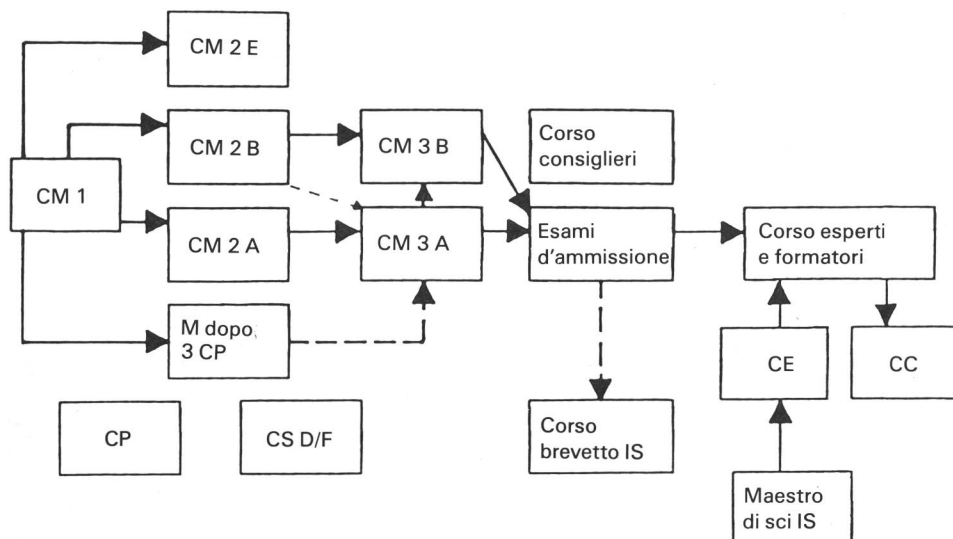 CM 2 E
CM 2 B
CM 3 B
Corso
consiglieri
CM 1
CM 2 A
CM 3 A
Esami
d'ammissione
Corso esperti
e formatori
M dopo
3 CP
CE
CC
CP
CS D/F
Corso
brevetto IS
Maestro
di sci IS